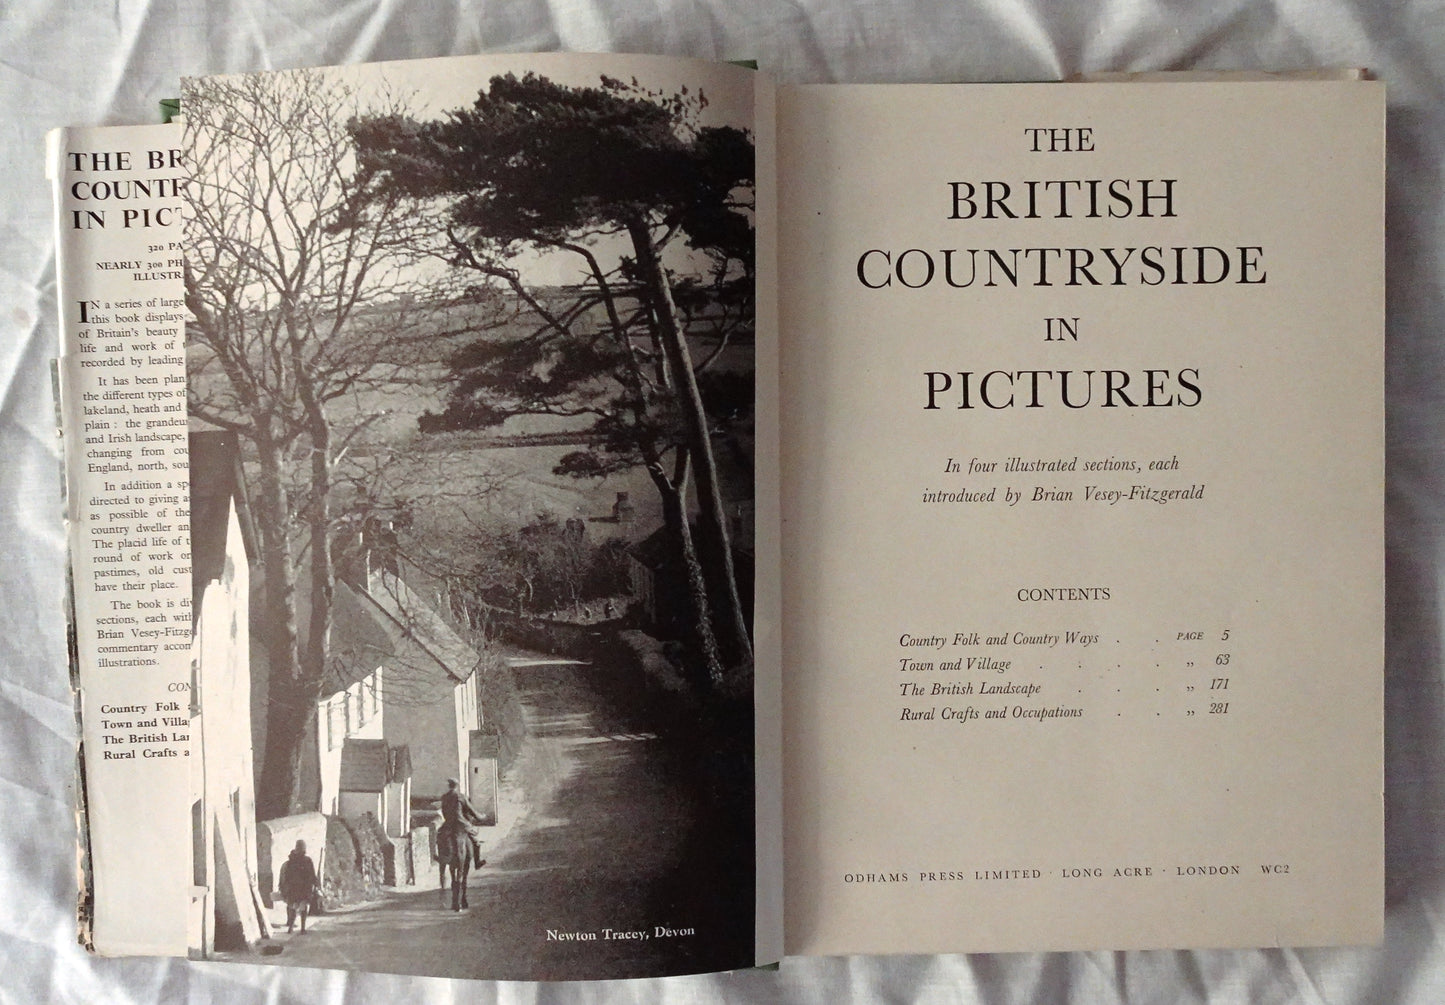 THE BR
COUNTR
IN PICT
320 PA
NEARLY 300 PH
ILLUSTR
IN a series of large
this book displays
of Britain's beauty
life and work of
recorded by leading
It has been plan
the different types of
lakeland, heath and
plain : the grandeu
and Irish landscape,
changing from cou
England, north, sou
In addition a sp
directed to giving a
as possible of the
country dweller an
The placid life of t
round of work or
pastimes, old cust
have their place.
The book is di
sections, each with
Brian Vesey-Fitzge
commentary accom
illustrations.
CON
Country Folk
Town and Villa
The British La
Rural Crafts a
Newton Tracey, Devon
THE
BRITISH
COUNTRYSIDE
IN
PICTURES
In four illustrated sections, each
introduced by Brian Vesey-Fitzgerald
CONTENTS
Country Folk and Country Ways . . PAGE 5
Town and Village . . . . ,, 63
The British Landscape . . . ,, 171
Rural Crafts and Occupations . . ,, 281
ODHAMS PRESS LIMITED · LONG ACRE · LONDON WC2